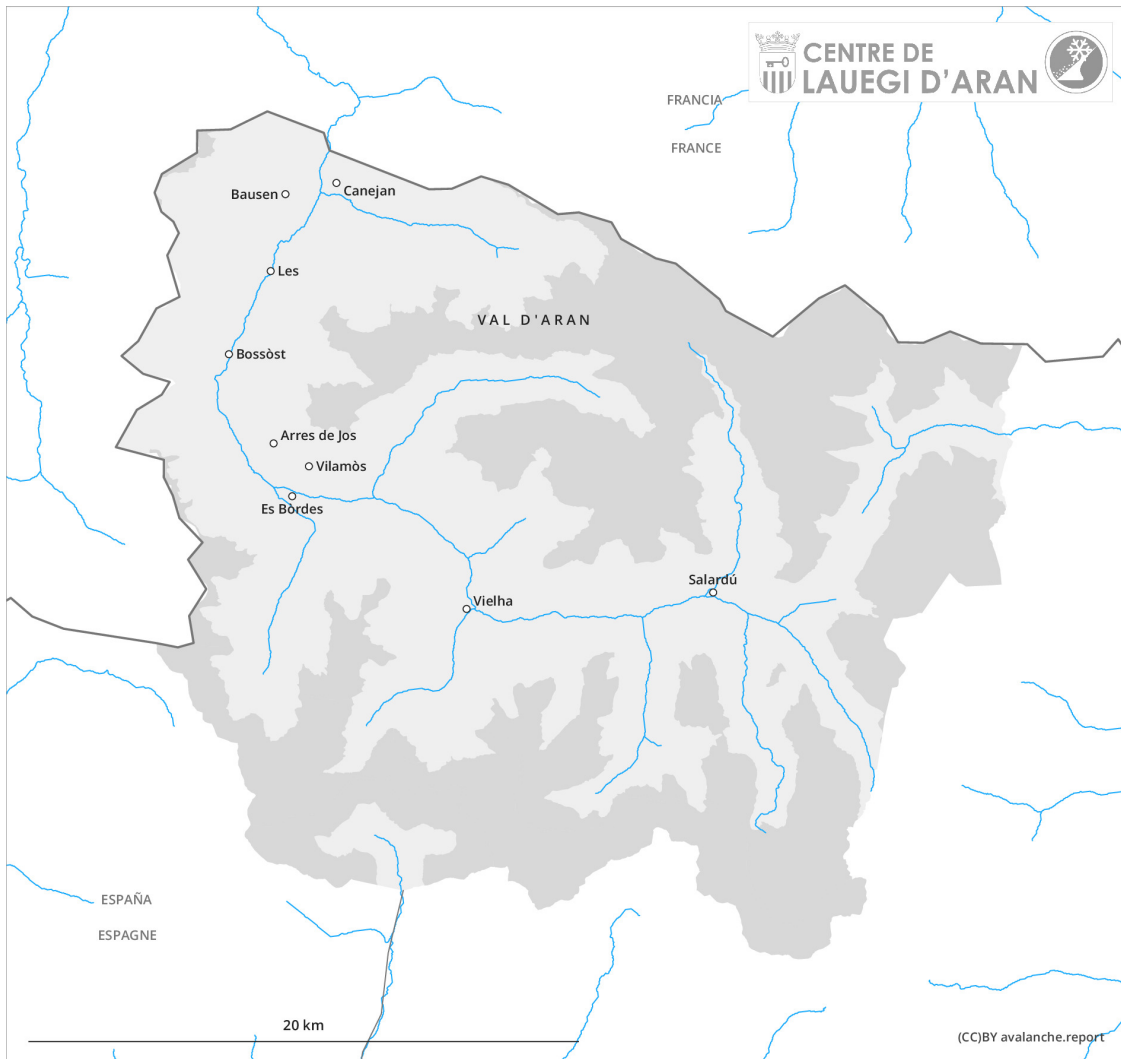 CENTRE DE
LAUEGI D'ARAN
FRANCIA
FRANCE
Bausen
Canejan
Les
VAL D'ARAN
Bossòst
Arres de Jos
Vilamòs
Es Bòrdes
Salardú
Vielha
ESPAÑA
ESPAGNE
20 km
(CC)BY avalanche.report